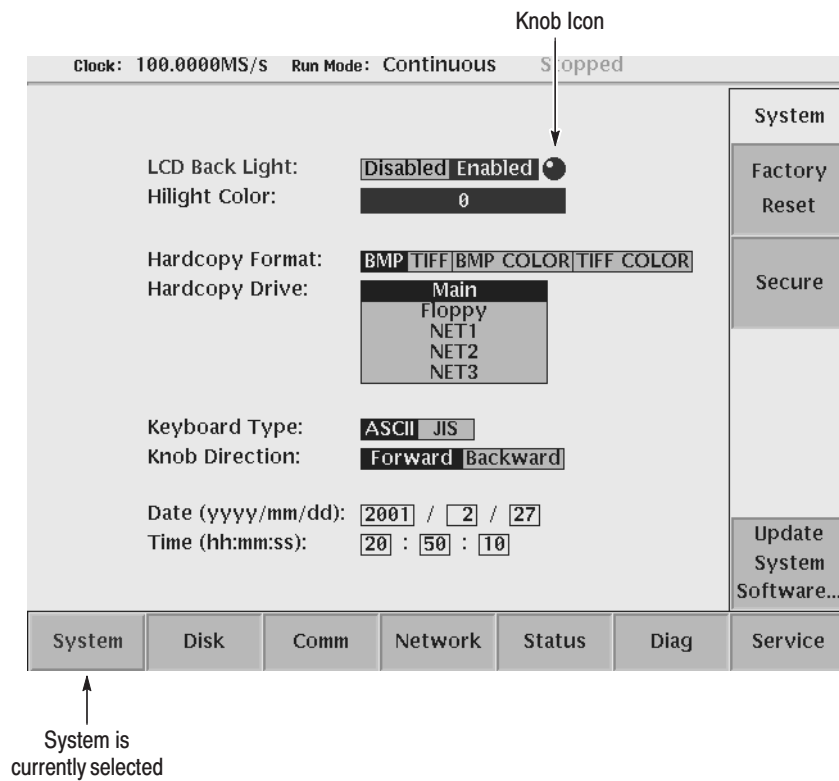 Knob Icon
Clock: 100.0000MS/s Run Mode: Continuous Stopped
System
LCD Back Light: Disabled Enabled
Hilight Color: 0
Factory
Reset
Hardcopy Format: BMP TIFF BMP COLOR TIFF COLOR
Hardcopy Drive: Main
Floppy
NET1
NET2
NET3
Secure
Keyboard Type: ASCII JIS
Knob Direction: Forward Backward
Date (yyyy/mm/dd): 2001 / 2 / 27
Time (hh:mm:ss): 20 : 50 : 10
Update
System
Software...
System Disk Comm Network Status Diag Service
System is
currently selected